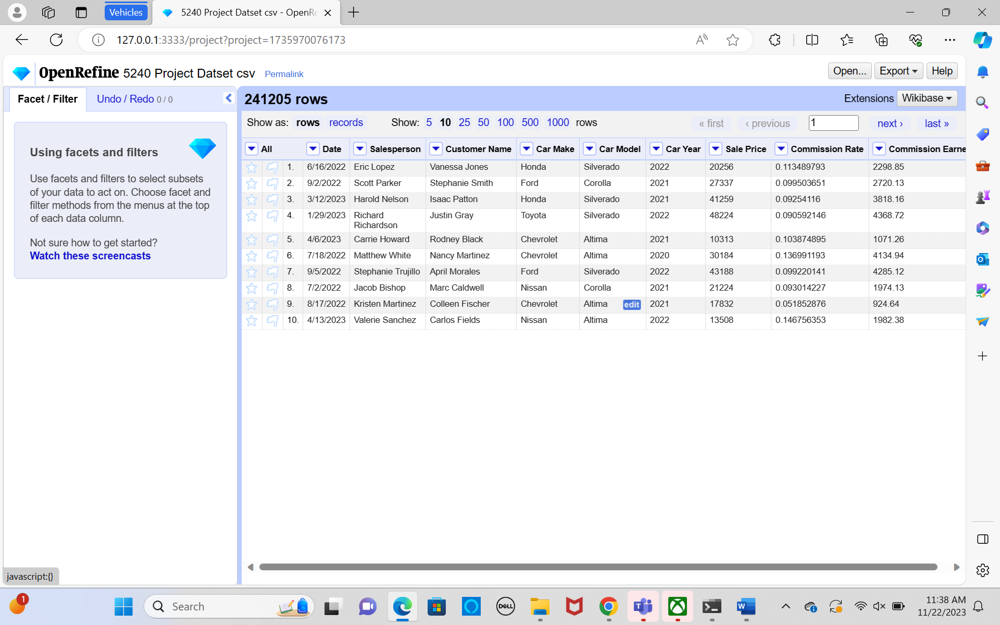 Vehicles
5240 Project Datset csv - OpenRe
127.0.0.1:3333/project?project=1735970076173
OpenRefine 5240 Project Datset csv Permalink
Open... Export Help
Facet / Filter Undo / Redo 0 / 0
241205 rows
Extensions Wikibase
Show as: rows records Show: 5 10 25 50 100 500 1000 rows
« first ‹ previous 1 next › last »
Using facets and filters
Use facets and filters to select subsets
of your data to act on. Choose facet and
filter methods from the menus at the top
of each data column.
Not sure how to get started?
Watch these screencasts
All Date Salesperson Customer Name Car Make Car Model Car Year Sale Price Commission Rate Commission Earne
1. 6/16/2022 Eric Lopez Vanessa Jones Honda Silverado 2022 20256 0.113489793 2298.85
2. 9/2/2022 Scott Parker Stephanie Smith Ford Corolla 2021 27337 0.099503651 2720.13
3. 3/12/2023 Harold Nelson Isaac Patton Honda Silverado 2021 41259 0.09254116 3818.16
4. 1/29/2023 Richard Richardson Justin Gray Toyota Silverado 2022 48224 0.090592146 4368.72
5. 4/6/2023 Carrie Howard Rodney Black Chevrolet Altima 2021 10313 0.103874895 1071.26
6. 7/18/2022 Matthew White Nancy Martinez Chevrolet Altima 2020 30184 0.136991193 4134.94
7. 9/5/2022 Stephanie Trujillo April Morales Ford Silverado 2022 43188 0.099220141 4285.12
8. 7/2/2022 Jacob Bishop Marc Caldwell Nissan Corolla 2021 21224 0.093014227 1974.13
9. 8/17/2022 Kristen Martinez Colleen Fischer Chevrolet Altima edit 2021 17832 0.051852876 924.64
10. 4/13/2023 Valerie Sanchez Carlos Fields Nissan Altima 2022 13508 0.146756353 1982.38
javascript:{}
1
Search
DELL
11:38 AM
11/22/2023